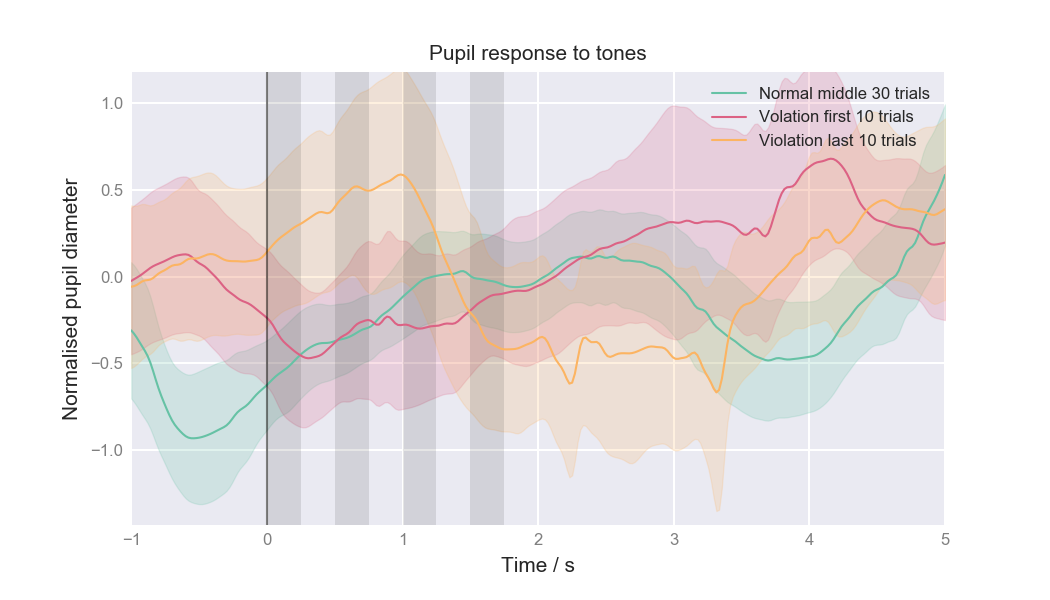 Pupil response to tones
Normal middle 30 trials
Volation first 10 trials
Violation last 10 trials
Normalised pupil diameter
1.0
0.5
0.0
−0.5
−1.0
−1 0 1 2 3 4 5
Time / s